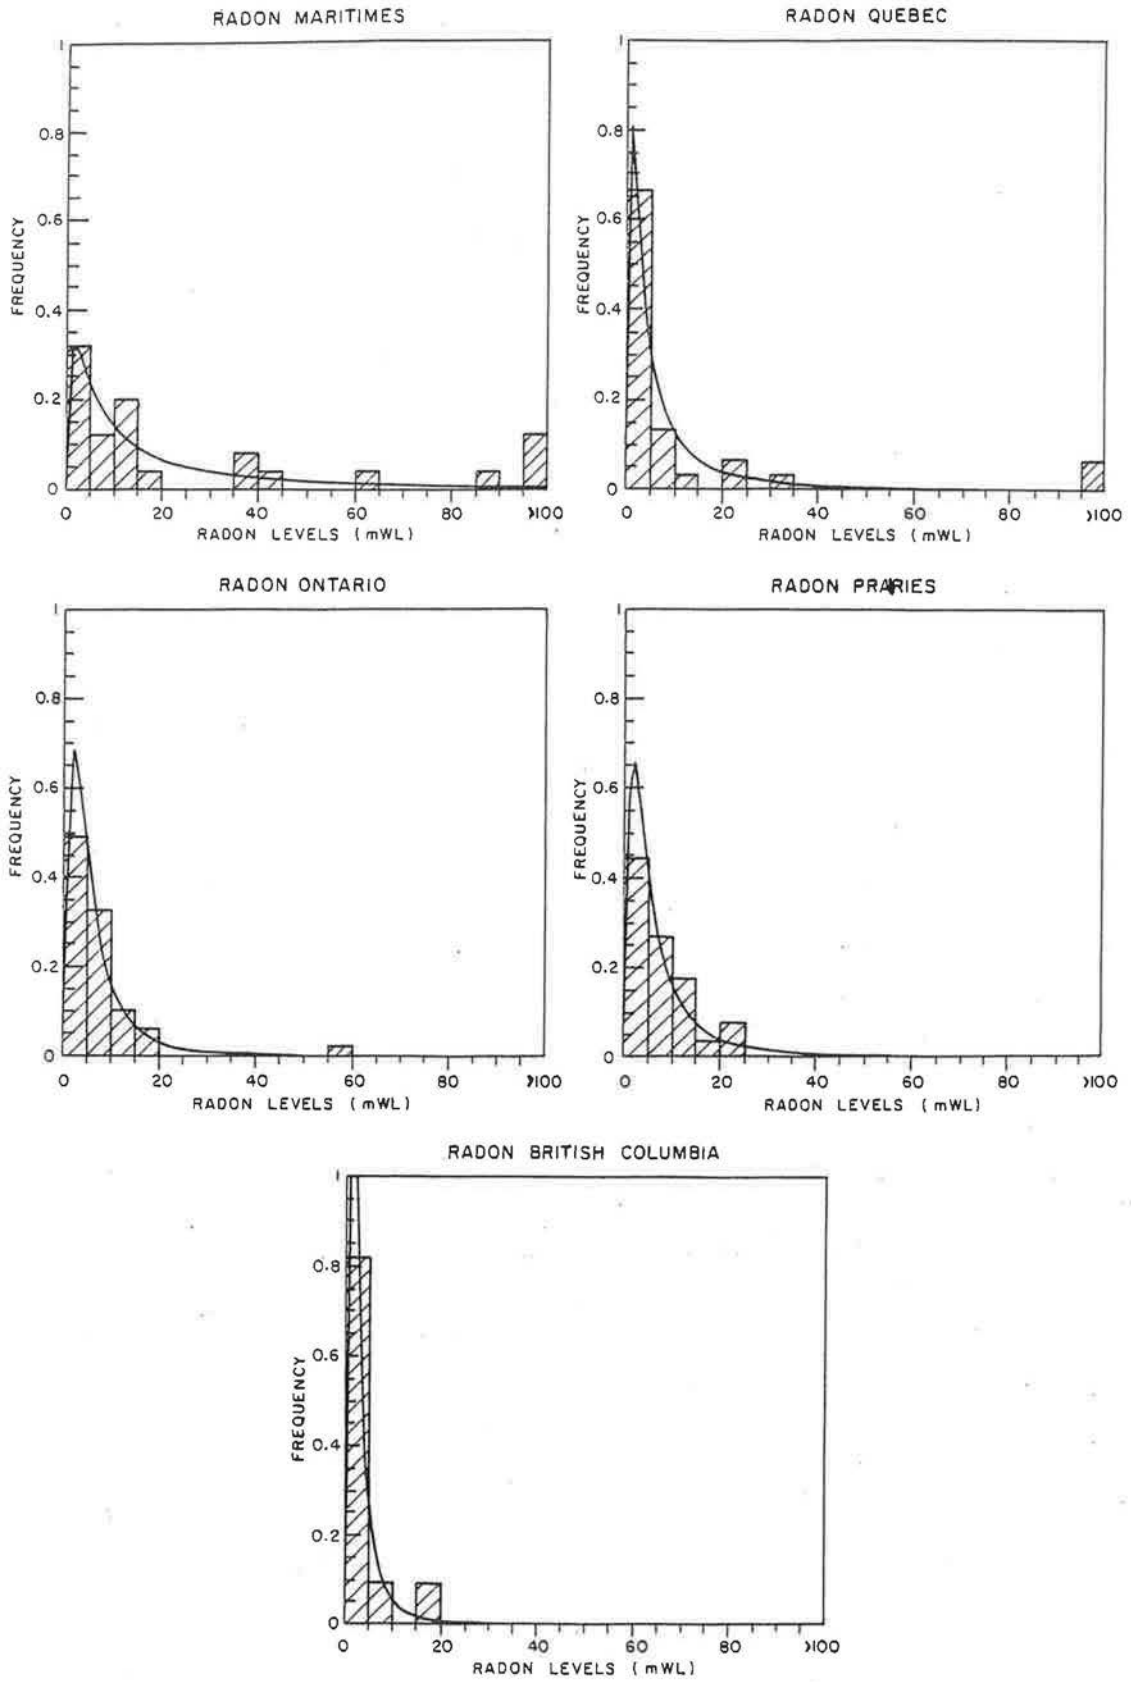 RADON MARITIMES
1
0.8
0.6
0.4
0.2
0
FREQUENCY
0 20 40 60 80 >100
RADON LEVELS (mWL)
RADON QUEBEC
1
0.8
0.6
0.4
0.2
0
FREQUENCY
0 20 40 60 80 >100
RADON LEVELS (mWL)
RADON ONTARIO
1
0.8
0.6
0.4
0.2
0
FREQUENCY
0 20 40 60 80 >100
RADON LEVELS (mWL)
RADON PRARIES
1
0.8
0.6
0.4
0.2
0
FREQUENCY
0 20 40 60 80 >100
RADON LEVELS (mWL)
RADON BRITISH COLUMBIA
1
0.8
0.6
0.4
0.2
0
FREQUENCY
0 20 40 60 80 >100
RADON LEVELS (mWL)